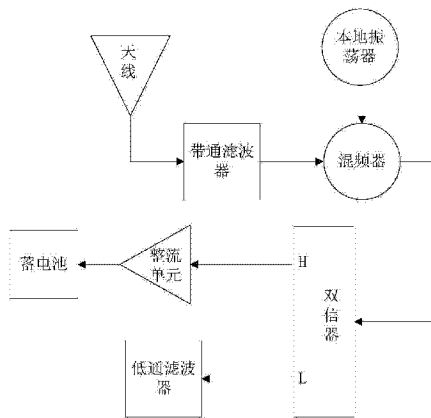 天
线
本地振
荡器
带通滤波
器
混频器
蓄电池
整流
单元
H
双
信
器
低通滤波
器
L